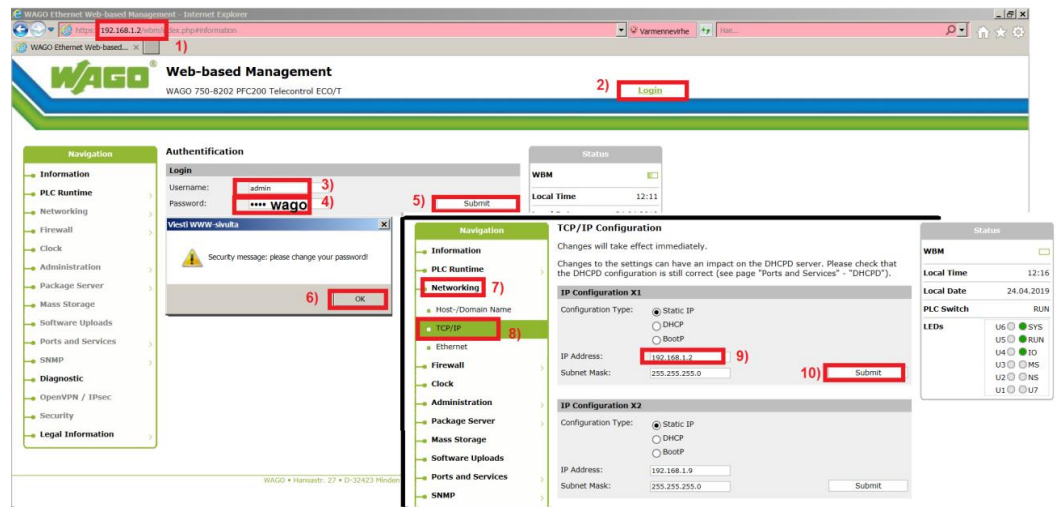 WAGO Ethernet Web-based Management - Internet Explorer
https://192.168.1.2/wbm/index.php#information
Varmennevirhe
Hae...
WAGO Ethernet Web-based...
1)
WAGO®
Web-based Management
WAGO 750-8202 PFC200 Telecontrol ECO/T
2)
Login
Navigation
Information
PLC Runtime
Networking
Firewall
Clock
Administration
Package Server
Mass Storage
Software Uploads
Ports and Services
SNMP
Diagnostic
OpenVPN / IPsec
Security
Legal Information
Authentification
Login
Username:
admin
3)
Password:
•••• wago
4)
5)
Submit
Status
WBM
Local Time 12:11
Viesti WWW-sivulta
Security message: please change your password!
6)
OK
WAGO • Hansastr. 27 • D-32423 Minden
Navigation
Information
PLC Runtime
Networking
7)
Host-/Domain Name
TCP/IP
8)
Ethernet
Firewall
Clock
Administration
Package Server
Mass Storage
Software Uploads
Ports and Services
SNMP
TCP/IP Configuration
Changes will take effect immediately.
Changes to the settings can have an impact on the DHCPD server. Please check that
the DHCPD configuration is still correct (see page "Ports and Services" - "DHCPD").
IP Configuration X1
Configuration Type:
Static IP
DHCP
BootP
IP Address:
192.168.1.2
9)
Subnet Mask:
255.255.255.0
10)
Submit
IP Configuration X2
Configuration Type:
Static IP
DHCP
BootP
IP Address:
192.168.1.9
Subnet Mask:
255.255.255.0
Submit
Status
WBM
Local Time 12:16
Local Date 24.04.2019
PLC Switch RUN
LEDs
U6 SYS
U5 RUN
U4 IO
U3 MS
U2 NS
U1 U7